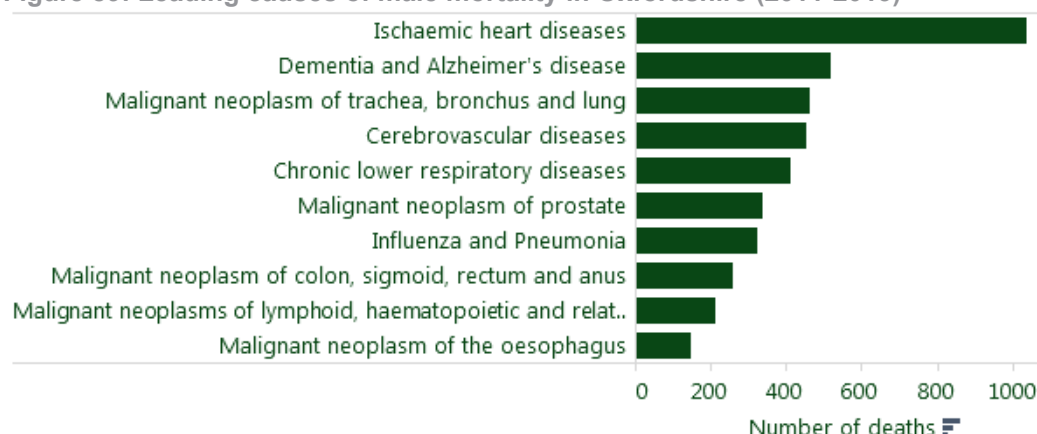 Ischaemic heart diseases
Dementia and Alzheimer's disease
Malignant neoplasm of trachea, bronchus and lung
Cerebrovascular diseases
Chronic lower respiratory diseases
Malignant neoplasm of prostate
Influenza and Pneumonia
Malignant neoplasm of colon, sigmoid, rectum and anus
Malignant neoplasms of lymphoid, haematopoietic and relat..
Malignant neoplasm of the oesophagus
0 200 400 600 800 1000
Number of deaths